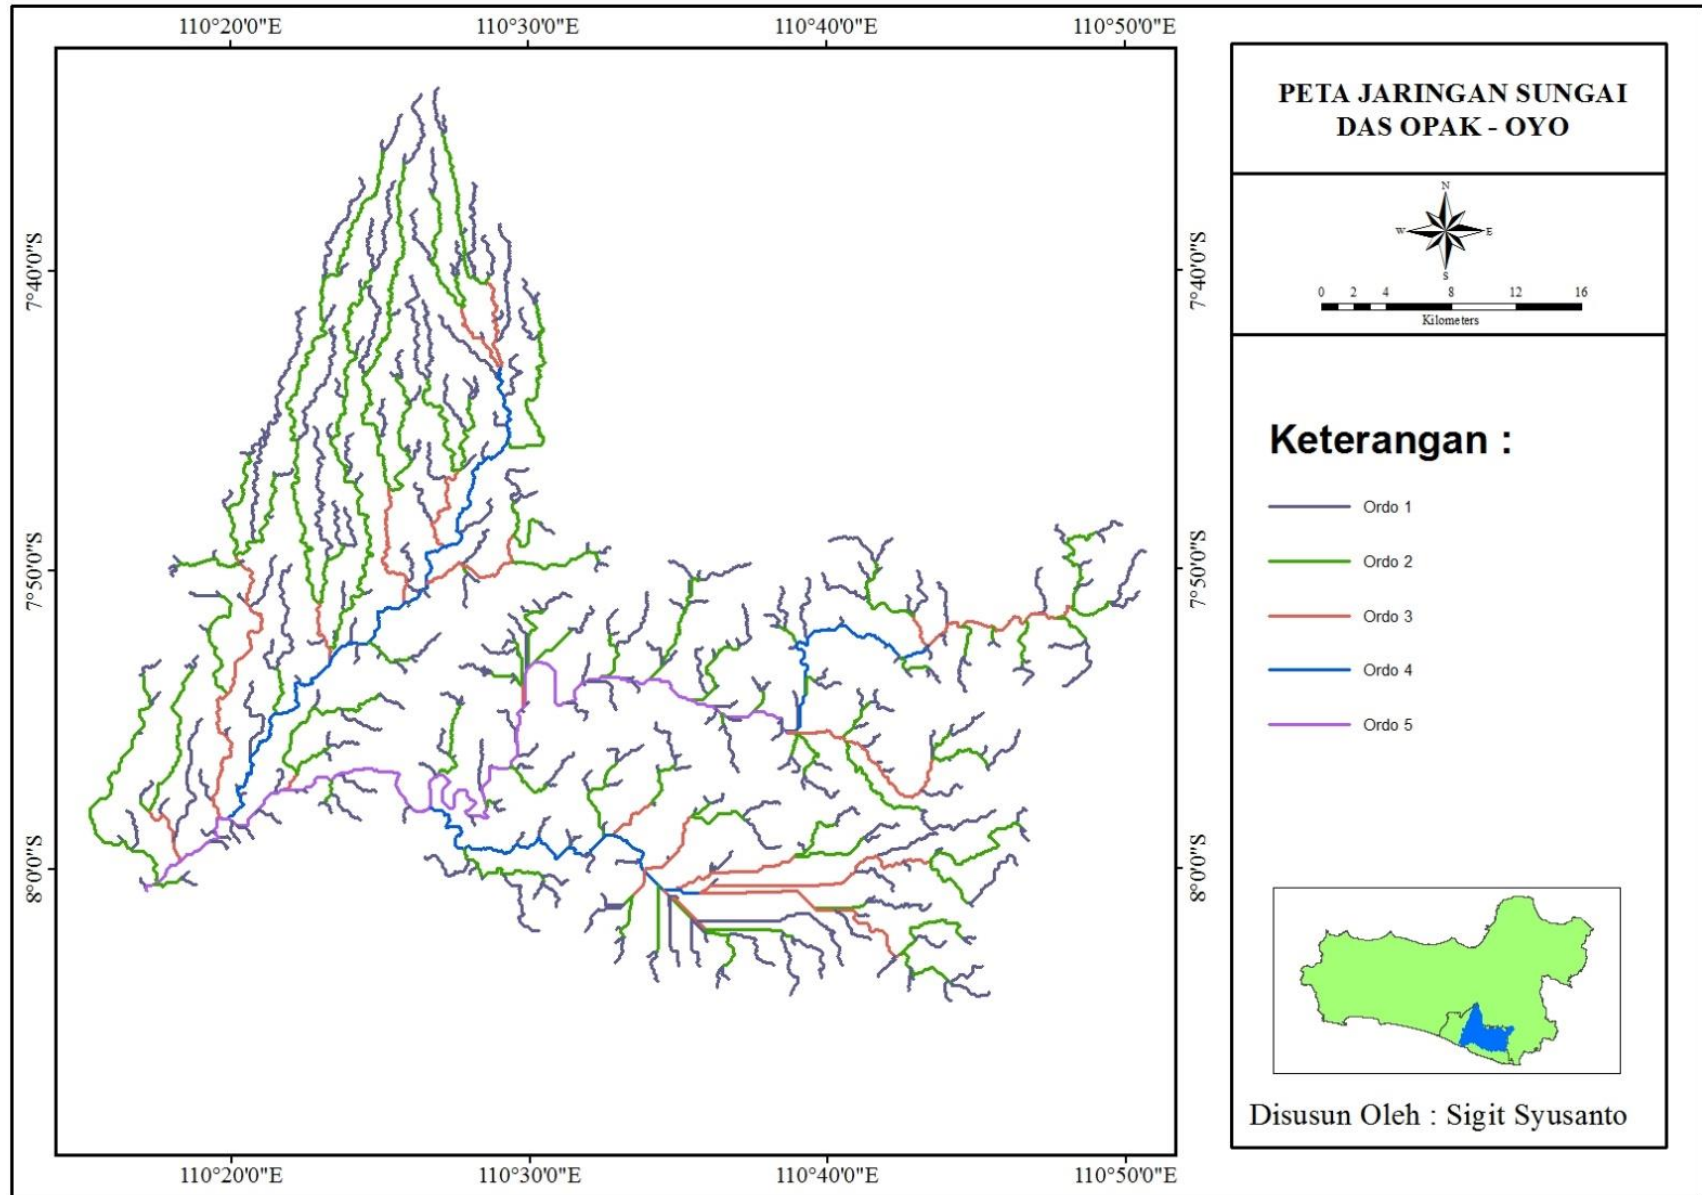 110°20'0"E 110°30'0"E 110°40'0"E 110°50'0"E
7°40'0"S 7°40'0"S
7°50'0"S 7°50'0"S
8°0'0"S 8°0'0"S
110°20'0"E 110°30'0"E 110°40'0"E 110°50'0"E
PETA JARINGAN SUNGAI
DAS OPAK - OYO
N
W E
S
0 2 4 8 12 16
Kilometers
Keterangan :
Ordo 1
Ordo 2
Ordo 3
Ordo 4
Ordo 5
Disusun Oleh : Sigit Syusanto